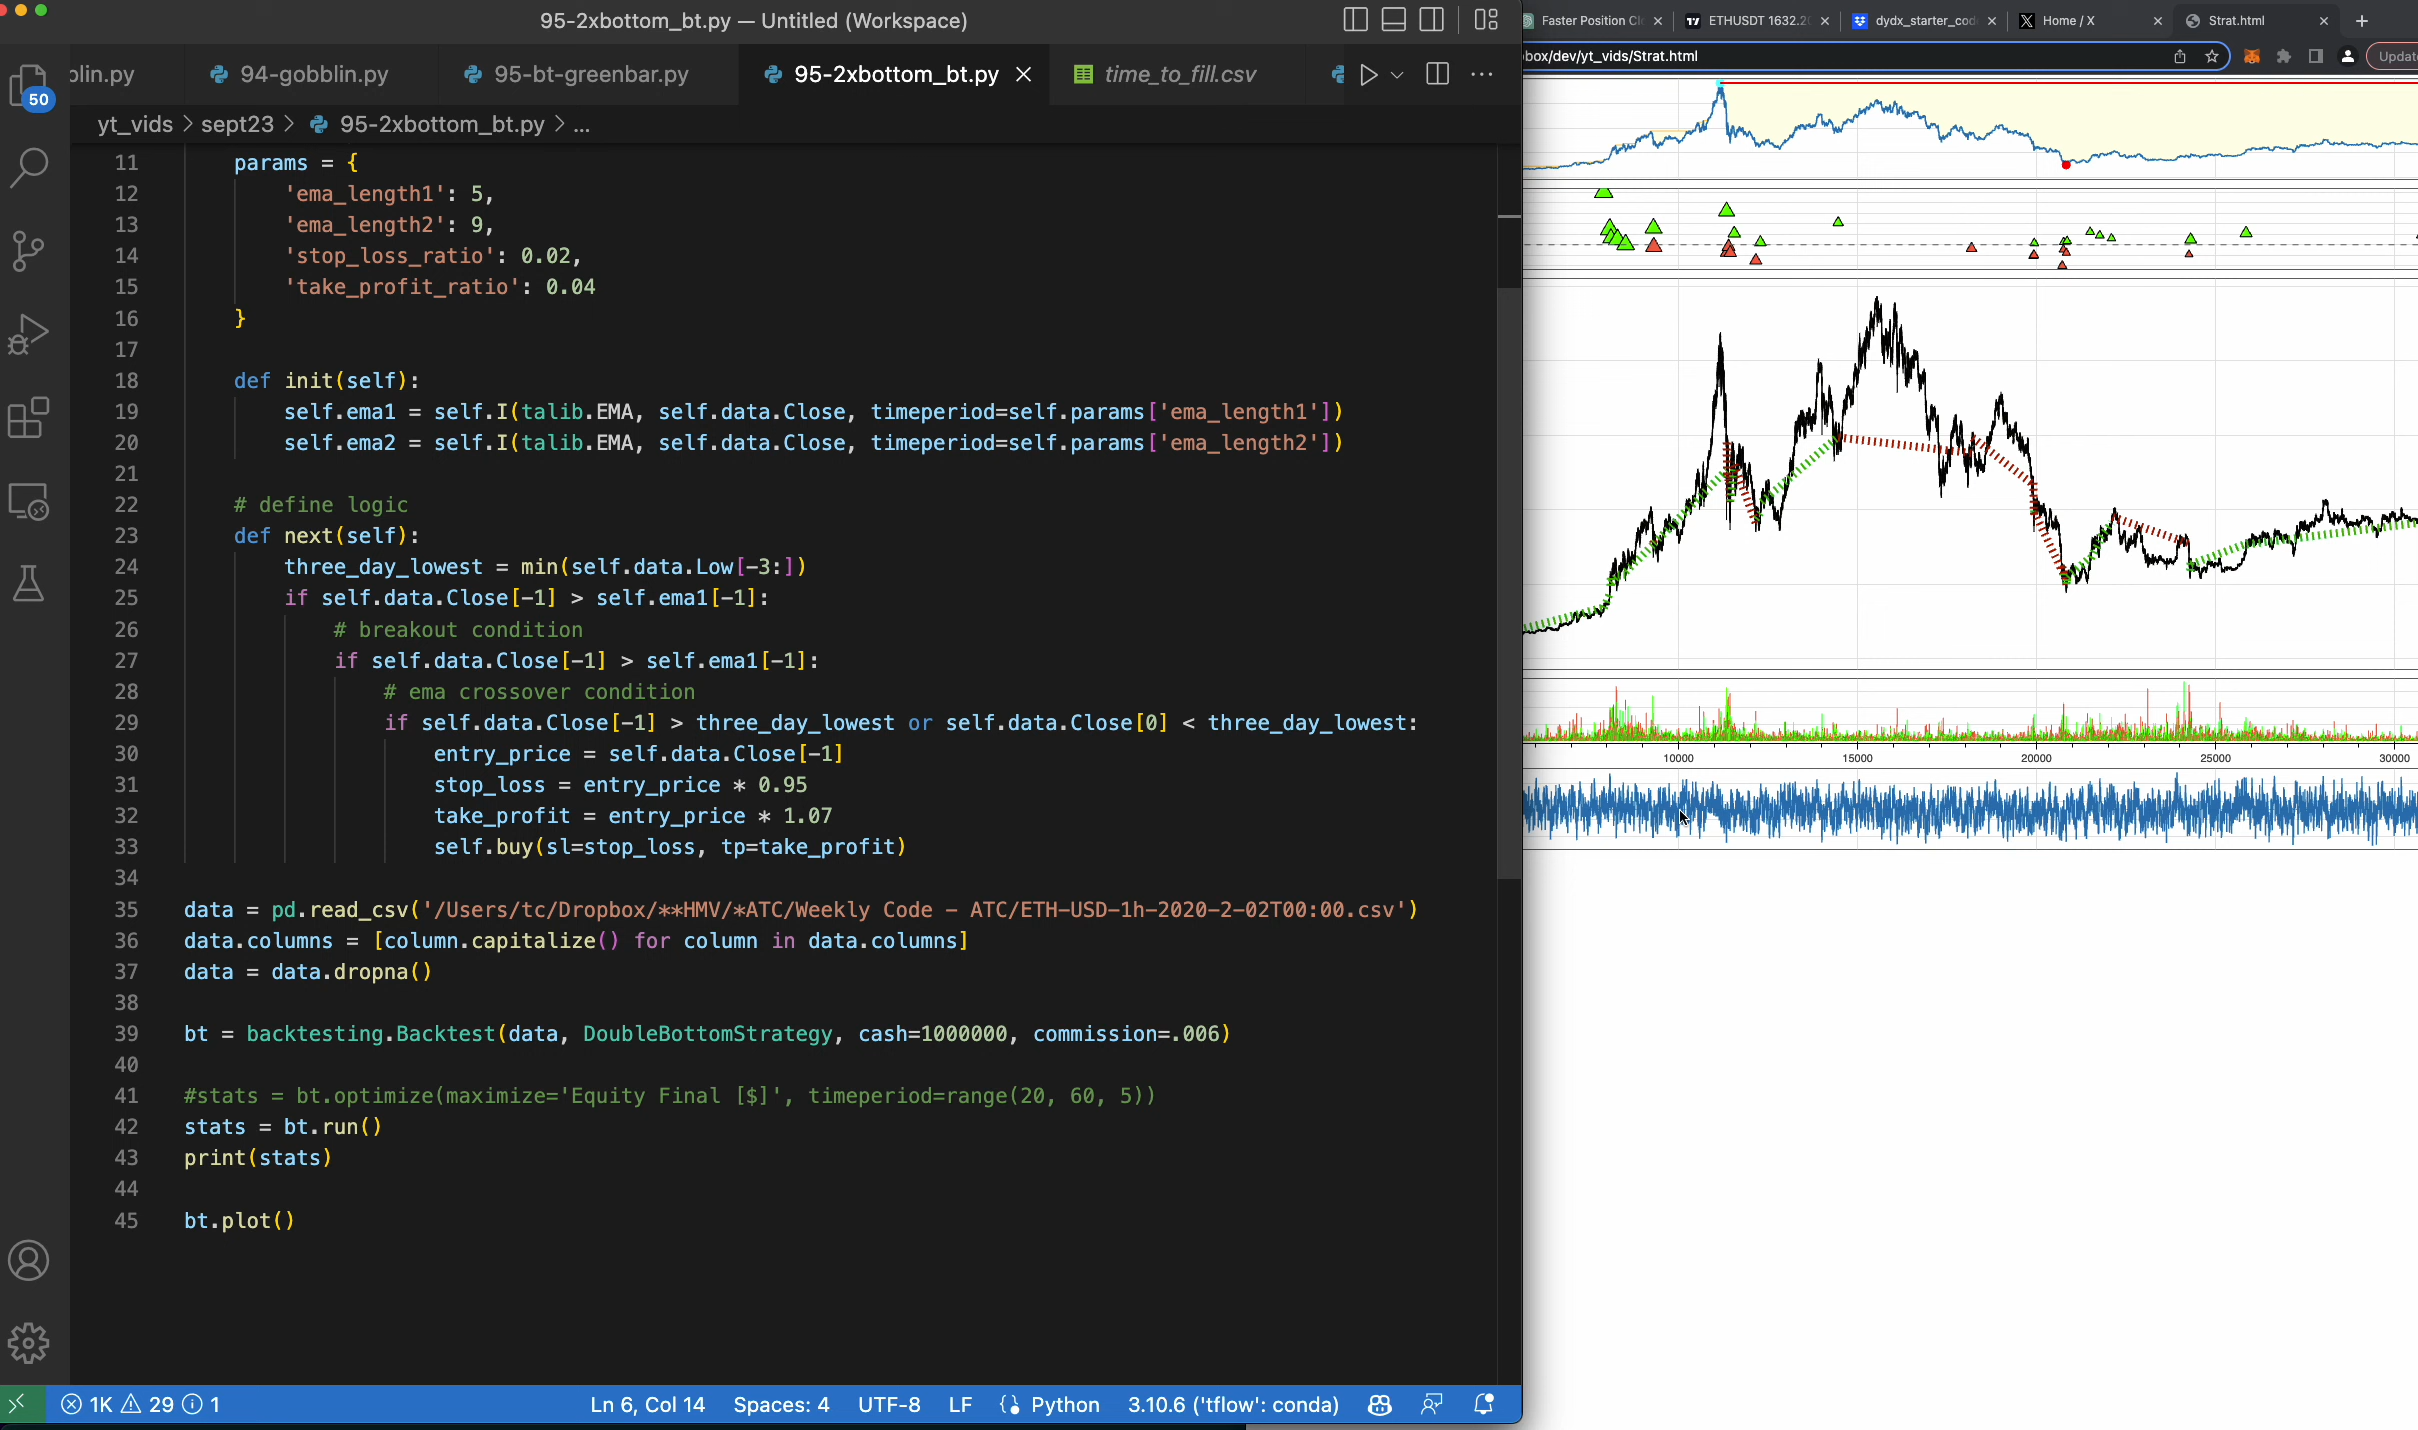 95-2xbottom_bt.py — Untitled (Workspace)
50
olin.py
94-gobblin.py
95-bt-greenbar.py
95-2xbottom_bt.py
time_to_fill.csv
yt_vids > sept23 > 95-2xbottom_bt.py > ...
11 params = {
12 'ema_length1': 5,
13 'ema_length2': 9,
14 'stop_loss_ratio': 0.02,
15 'take_profit_ratio': 0.04
16 }
17
18 def init(self):
19 self.ema1 = self.I(talib.EMA, self.data.Close, timeperiod=self.params['ema_length1'])
20 self.ema2 = self.I(talib.EMA, self.data.Close, timeperiod=self.params['ema_length2'])
21
22 # define logic
23 def next(self):
24 three_day_lowest = min(self.data.Low[-3:])
25 if self.data.Close[-1] > self.ema1[-1]:
26 # breakout condition
27 if self.data.Close[-1] > self.ema1[-1]:
28 # ema crossover condition
29 if self.data.Close[-1] > three_day_lowest or self.data.Close[0] < three_day_lowest:
30 entry_price = self.data.Close[-1]
31 stop_loss = entry_price * 0.95
32 take_profit = entry_price * 1.07
33 self.buy(sl=stop_loss, tp=take_profit)
34
35 data = pd.read_csv('/Users/tc/Dropbox/**HMV/*ATC/Weekly Code - ATC/ETH-USD-1h-2020-2-02T00:00.csv')
36 data.columns = [column.capitalize() for column in data.columns]
37 data = data.dropna()
38
39 bt = backtesting.Backtest(data, DoubleBottomStrategy, cash=1000000, commission=.006)
40
41 #stats = bt.optimize(maximize='Equity Final [$]', timeperiod=range(20, 60, 5))
42 stats = bt.run()
43 print(stats)
44
45 bt.plot()
1K 29 1
Ln 6, Col 14
Spaces: 4
UTF-8
LF
Python
3.10.6 ('tflow': conda)
Faster Position Cl
ETHUSDT 1632.20
dydx_starter_cod
Home / X
Strat.html
box/dev/yt_vids/Strat.html
Updat
10000
15000
20000
25000
30000